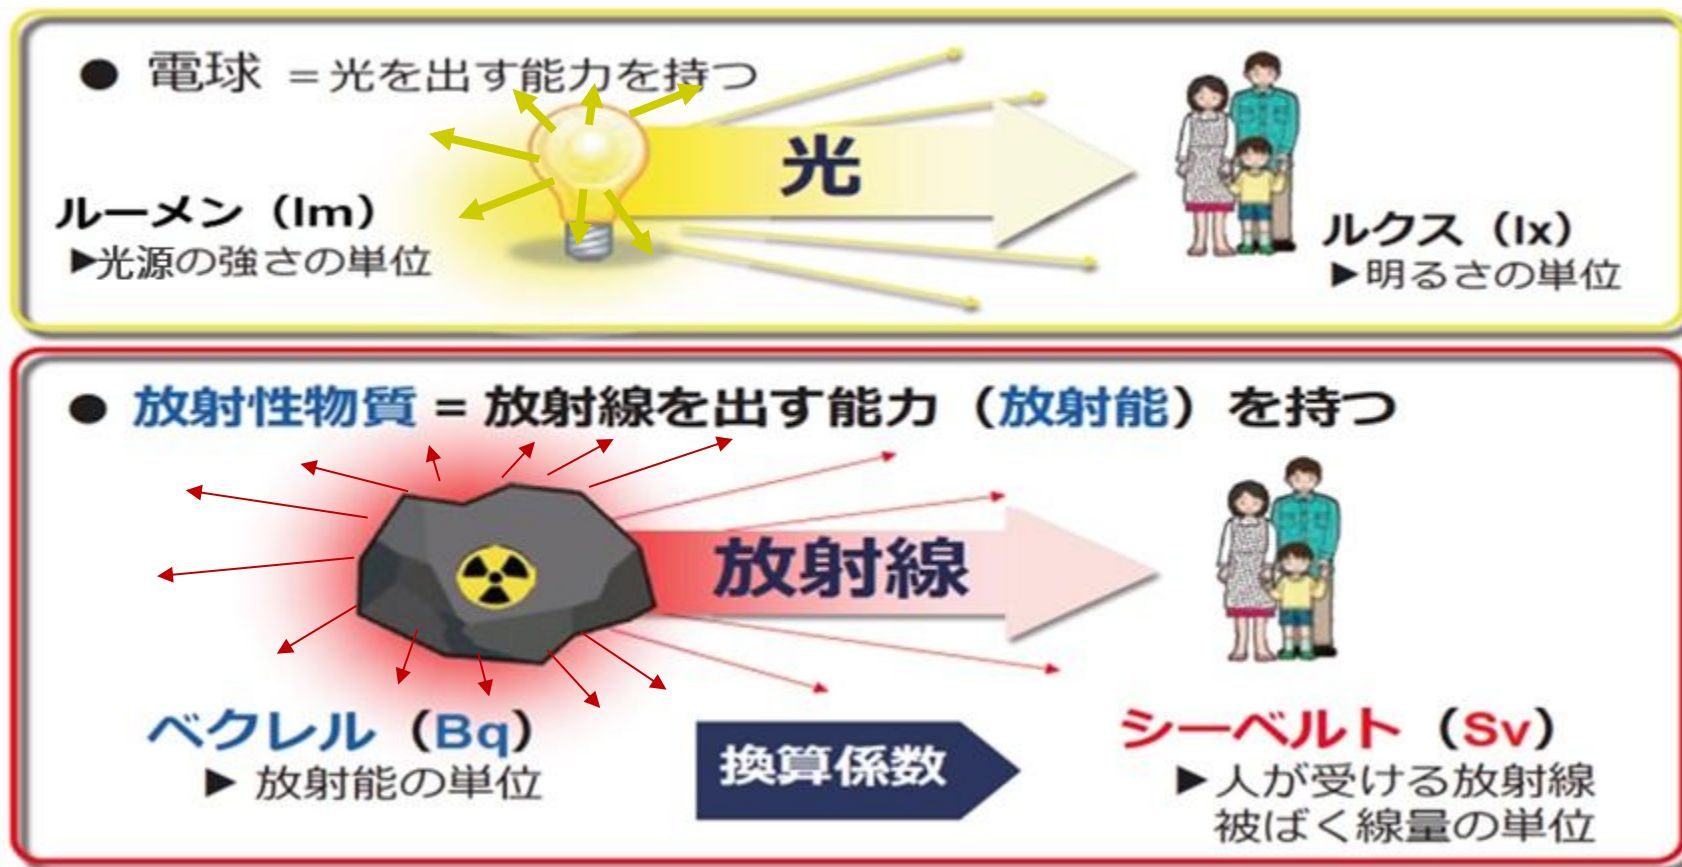 ● 電球 =光を出す能力を持つ
光
ルーメン（lm）
▶光源の強さの単位
ルクス（lx）
▶明るさの単位
● 放射性物質 = 放射線を出す能力（放射能）を持つ
放射線
ベクレル（Bq）
▶ 放射能の単位
換算係数
シーベルト（Sv）
▶人が受ける放射線
被ばく線量の単位